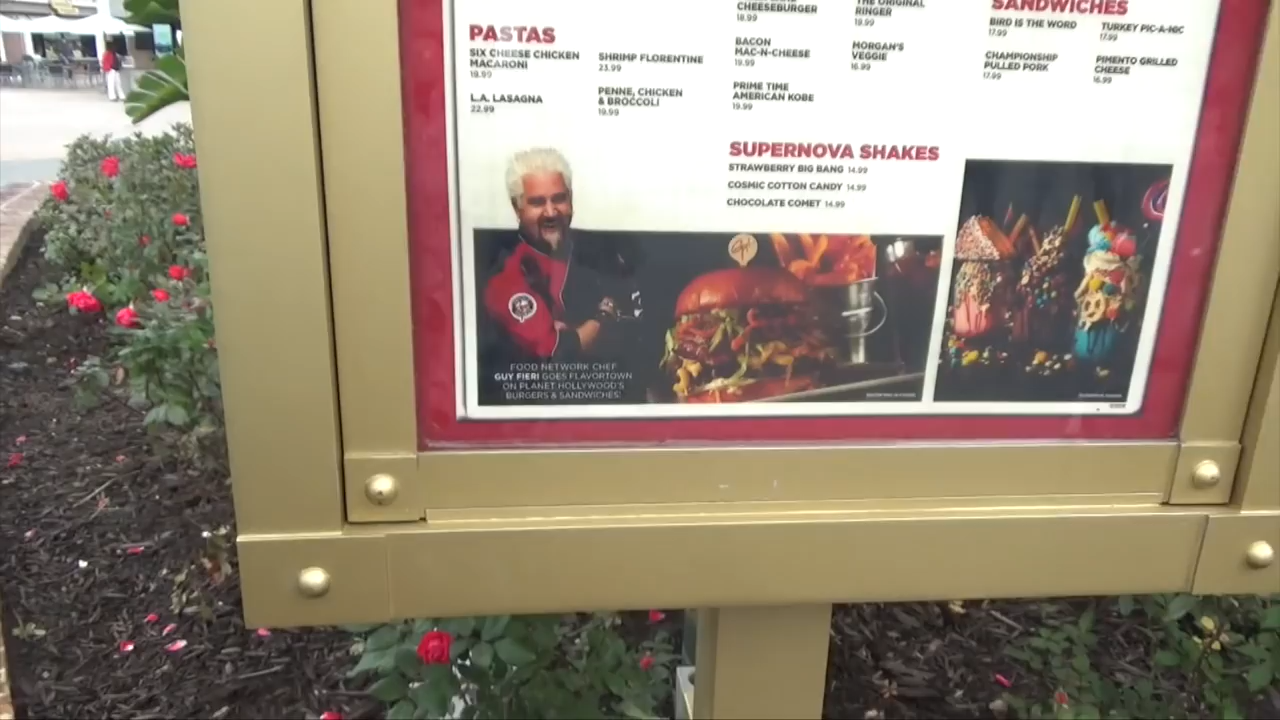 CHEESEBURGER
18.99
THE ORIGINAL
RINGER
19.99
SANDWICHES
BIRD IS THE WORD
17.99
TURKEY PIC-A-NIC
17.99
PASTAS
SIX CHEESE CHICKEN
MACARONI
19.99
SHRIMP FLORENTINE
23.99
BACON
MAC-N-CHEESE
19.99
MORGAN'S
VEGGIE
16.99
CHAMPIONSHIP
PULLED PORK
17.99
PIMENTO GRILLED
CHEESE
16.99
L.A. LASAGNA
22.99
PENNE, CHICKEN
& BROCCOLI
19.99
PRIME TIME
AMERICAN KOBE
19.99
SUPERNOVA SHAKES
STRAWBERRY BIG BANG 14.99
COSMIC COTTON CANDY 14.99
CHOCOLATE COMET 14.99
FOOD NETWORK CHEF
GUY FIERI GOES FLAVORTOWN
ON PLANET HOLLYWOOD'S
BURGERS & SANDWICHES!